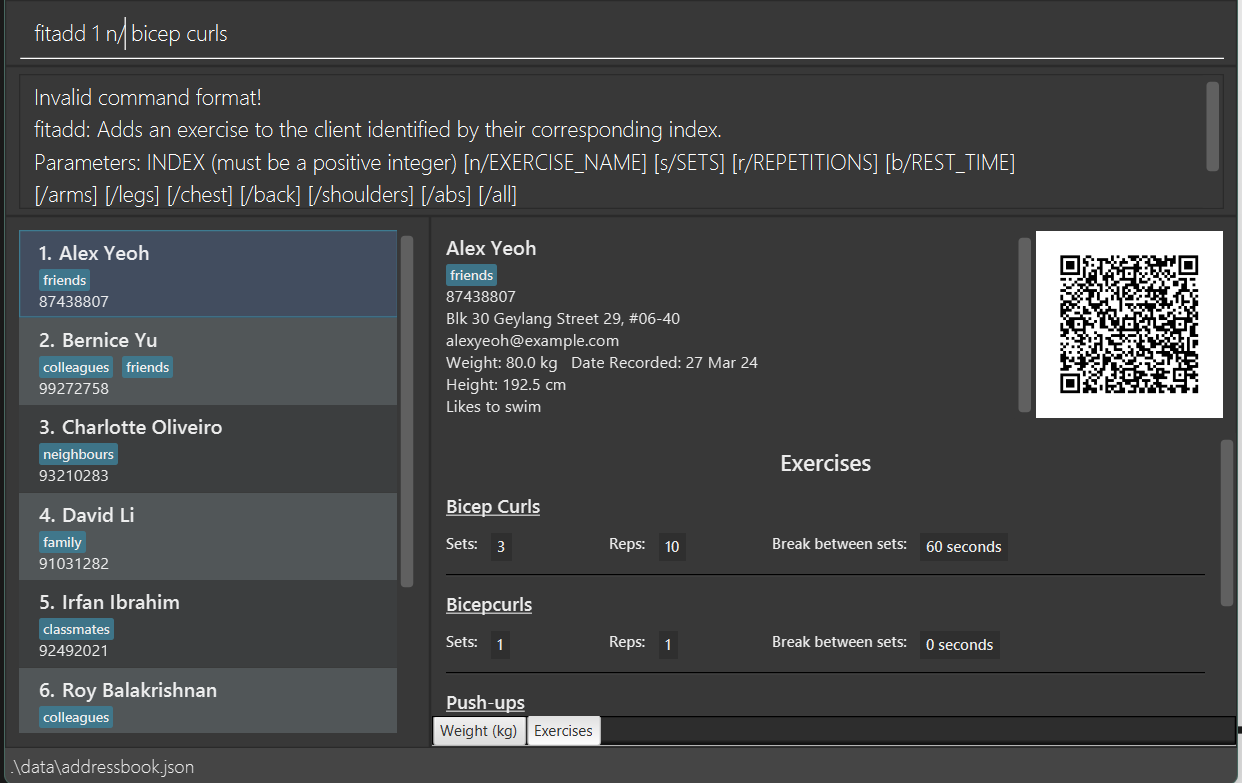 fitadd 1 n/ bicep curls
Invalid command format!
fitadd: Adds an exercise to the client identified by their corresponding index.
Parameters: INDEX (must be a positive integer) [n/EXERCISE_NAME] [s/SETS] [r/REPETITIONS] [b/REST_TIME]
[/arms] [/legs] [/chest] [/back] [/shoulders] [/abs] [/all]
1. Alex Yeoh
friends
87438807
2. Bernice Yu
colleagues friends
99272758
3. Charlotte Oliveiro
neighbours
93210283
4. David Li
family
91031282
5. Irfan Ibrahim
classmates
92492021
6. Roy Balakrishnan
colleagues
Alex Yeoh
friends
87438807
Blk 30 Geylang Street 29, #06-40
alexyeoh@example.com
Weight: 80.0 kg Date Recorded: 27 Mar 24
Height: 192.5 cm
Likes to swim
Exercises
Bicep Curls
Sets: 3 Reps: 10 Break between sets: 60 seconds
Bicepcurls
Sets: 1 Reps: 1 Break between sets: 0 seconds
Push-ups
Weight (kg) Exercises
.\data\addressbook.json